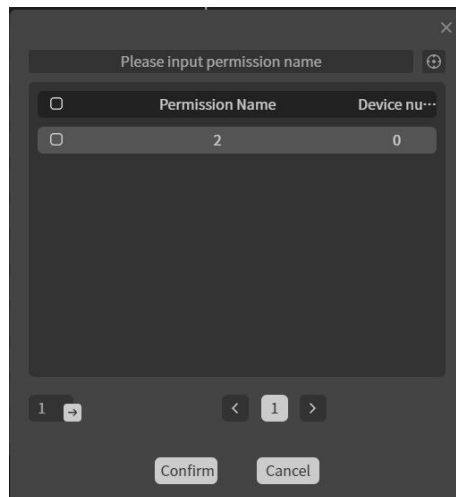 Please input permission name
Permission Name Device nu···
2 0
1 1
Confirm Cancel